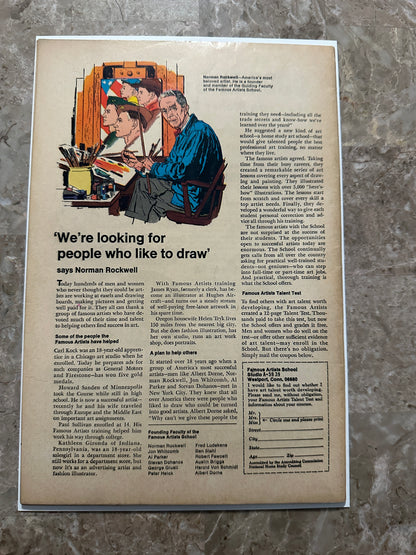 Norman Rockwell—America's most
beloved artist. He is a founder
and member of the Guiding Faculty
of the Famous Artists School.
'We're looking for
people who like to draw'
says Norman Rockwell
Today hundreds of men and women
who never thought they could be art-
ists are working at easels and drawing
boards, making pictures and getting
well paid for it. They all can thank a
group of famous artists who have de-
voted much of their time and talent
to helping others find success in art.
Some of the people the
Famous Artists have helped
Carl Kock was an 18-year-old appren-
tice in a Chicago art studio when he
enrolled. Today he prepares ads for
such companies as General Motors
and Firestone—has won five gold
medals.
Howard Sanden of Minneapolis
took the Course while still in high
school. He is now a successful artist—
recently he and his wife traveled
through Europe and the Middle East
on important art assignments.
Paul Sullivan enrolled at 16. His
Famous Artists training helped him
work his way through college.
Kathleen Girenda of Indiana,
Pennsylvania, was an 18-year-old
salesgirl in a department store. She
still works for a department store, but
now it's as an advertising artist and
fashion illustrator.
With Famous Artists training
James Ryan, formerly a clerk, has be-
come an illustrator at Hughes Air-
craft—and turns out a steady stream
of well-paying free-lance artwork in
his spare time.
Oregon housewife Helen Tryk lives
150 miles from the nearest big city.
But she does fashion illustration, has
her own studio, runs an art work
shop, does portraits.
A plan to help others
It started over 18 years ago when a
group of America's most successful
artists—men like Albert Dorne, Nor-
man Rockwell, Jon Whitcomb, Al
Parker and Stevan Dohanos—met in
New York City. They knew that all
over America there were people who
liked to draw who could be turned
into good artists. Albert Dorne asked,
"Why can't we give these people the
Founding Faculty of the
Famous Artists School
Norman Rockwell
Jon Whitcomb
Al Parker
Stevan Dohanos
George Giusti
Peter Helck
Fred Ludekens
Ben Stahl
Robert Fawcett
Austin Briggs
Harold Von Schmidt
Albert Dorne
training they need—including all the
trade secrets and know-how we've
learned over the years?"
He suggested a new kind of art
school—a home study art school—that
would give talented people the best
professional art training, no matter
where they live.
The famous artists agreed. Taking
time from their busy careers, they
created a remarkable series of art
lessons covering every aspect of draw-
ing and painting. They illustrated
their lessons with over 5,000 "here's-
how" illustrations. The lessons start
from scratch and cover every skill a
top artist needs. Finally, they de-
veloped a wonderful way to give each
student personal correction and ad-
vice all through his training.
The famous artists with the School
are not surprised at the success of
their students. The opportunities
open to successful artists today are
enormous. The School continually
gets calls from all over the country
asking for practical well-trained stu-
dents—not geniuses—who can step
into full-time or part-time art jobs.
And practical, thorough training is
what the School offers.
Famous Artists Talent Test
To find others with art talent worth
developing, the Famous Artists
created a 12-page Talent Test. Thou-
sands paid to take this test, but now
the School offers and grades it free.
Men and women who do well on the
test—or offer other sufficient evidence
of art talent—may enroll in the
School. But there's no obligation.
Simply mail the coupon below.
Famous Artists School
Westport, Conn. 06880
I would like to find out whether I
have art talent worth developing.
Please send me, without obligation,
your Famous Artists Talent Test and
information about your courses.
Mr.
Mrs.
Miss
Circle one and please print
Street
City
State
Age
Zip
Accredited by the Accrediting Commission
National Home Study Council.